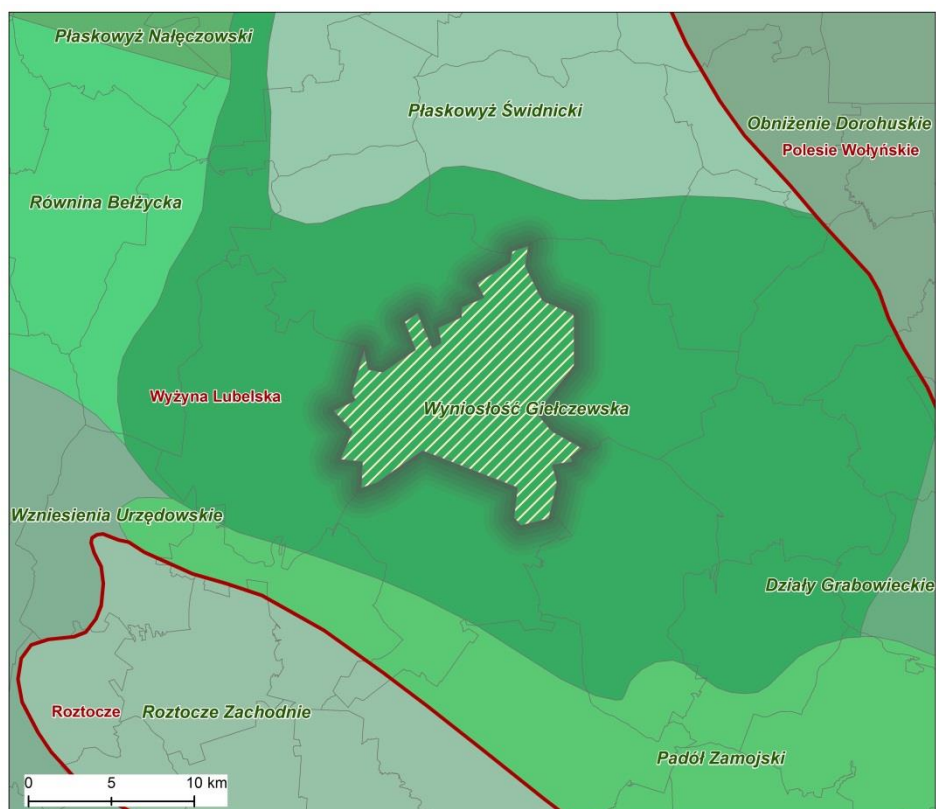 Płaskowyż Nałęczowski
Płaskowyż Świdnicki
Obniżenie Dorohuskie
Polesie Wołyńskie
Równina Bełżycka
Wyżyna Lubelska
Wyniosłość Giełczewska
Wzniesienia Urzędowskie
Działy Grabowieckie
Roztocze
Roztocze Zachodnie
Padół Zamojski
0 5 10 km